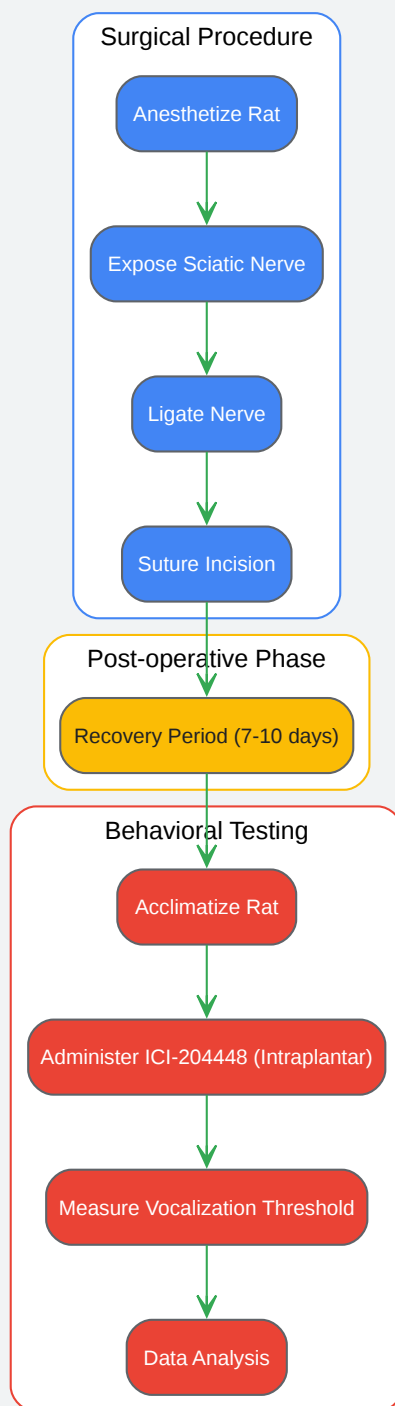 Surgical Procedure
Anesthetize Rat
Expose Sciatic Nerve
Ligate Nerve
Suture Incision
Post-operative Phase
Recovery Period (7-10 days)
Behavioral Testing
Acclimatize Rat
Administer ICI-204448 (Intraplantar)
Measure Vocalization Threshold
Data Analysis